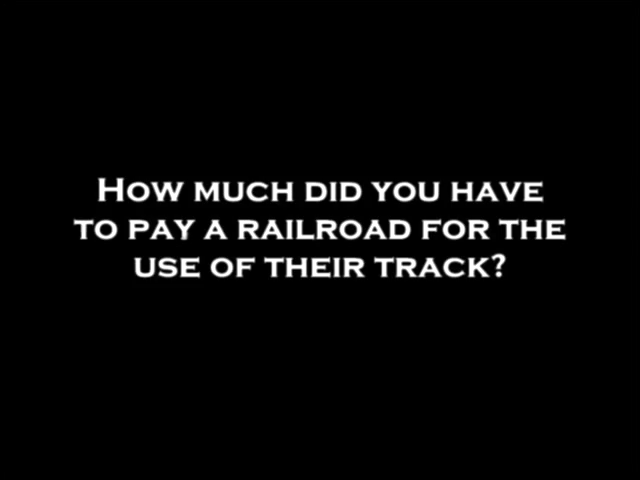 HOW MUCH DID YOU HAVE
TO PAY A RAILROAD FOR THE
USE OF THEIR TRACK?